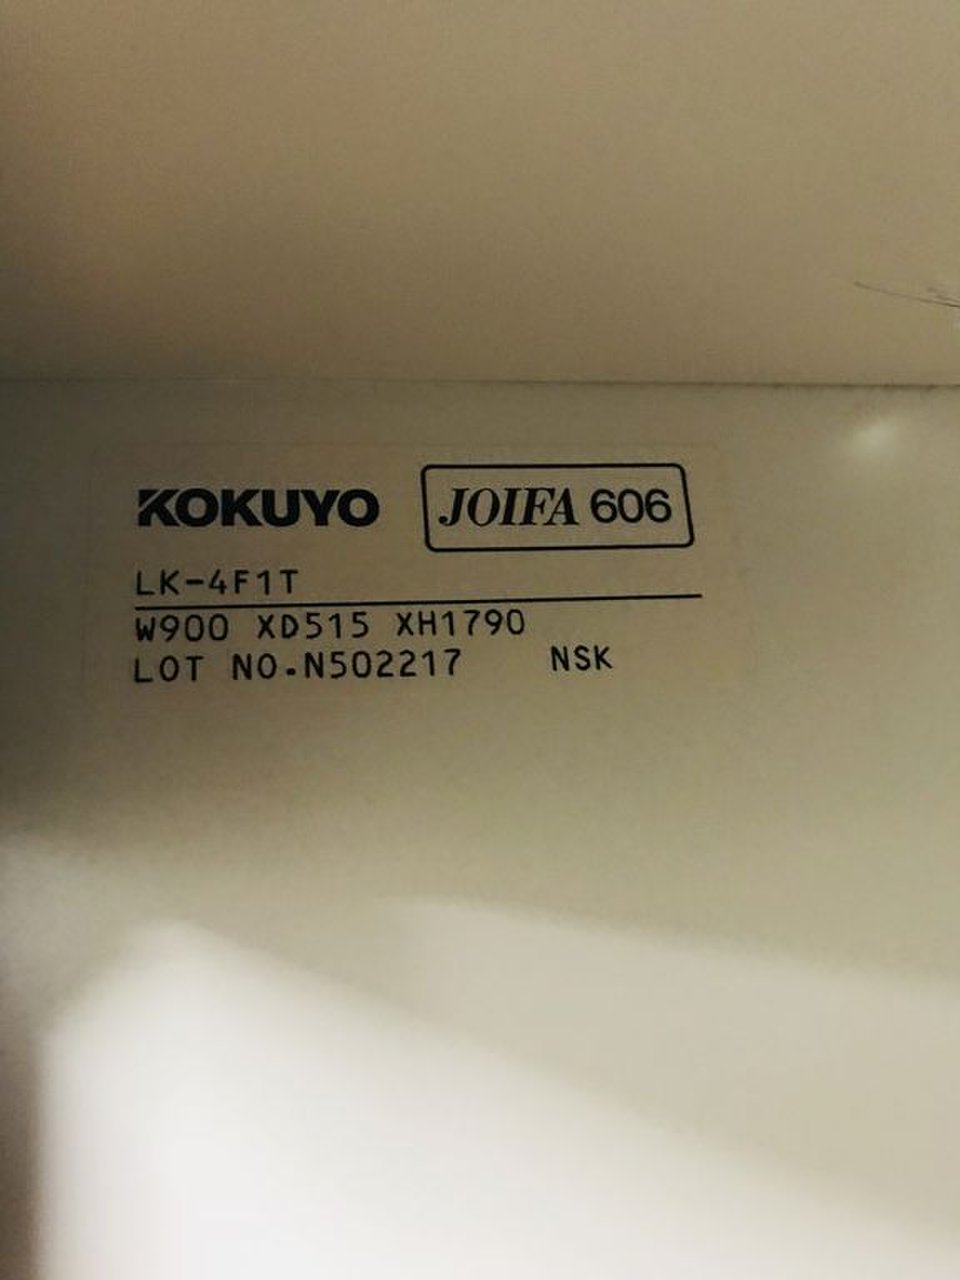 KOKUYO JOIFA 606
LK-4F1T
W900 XD515 XH1790
LOT NO.N502217 NSK